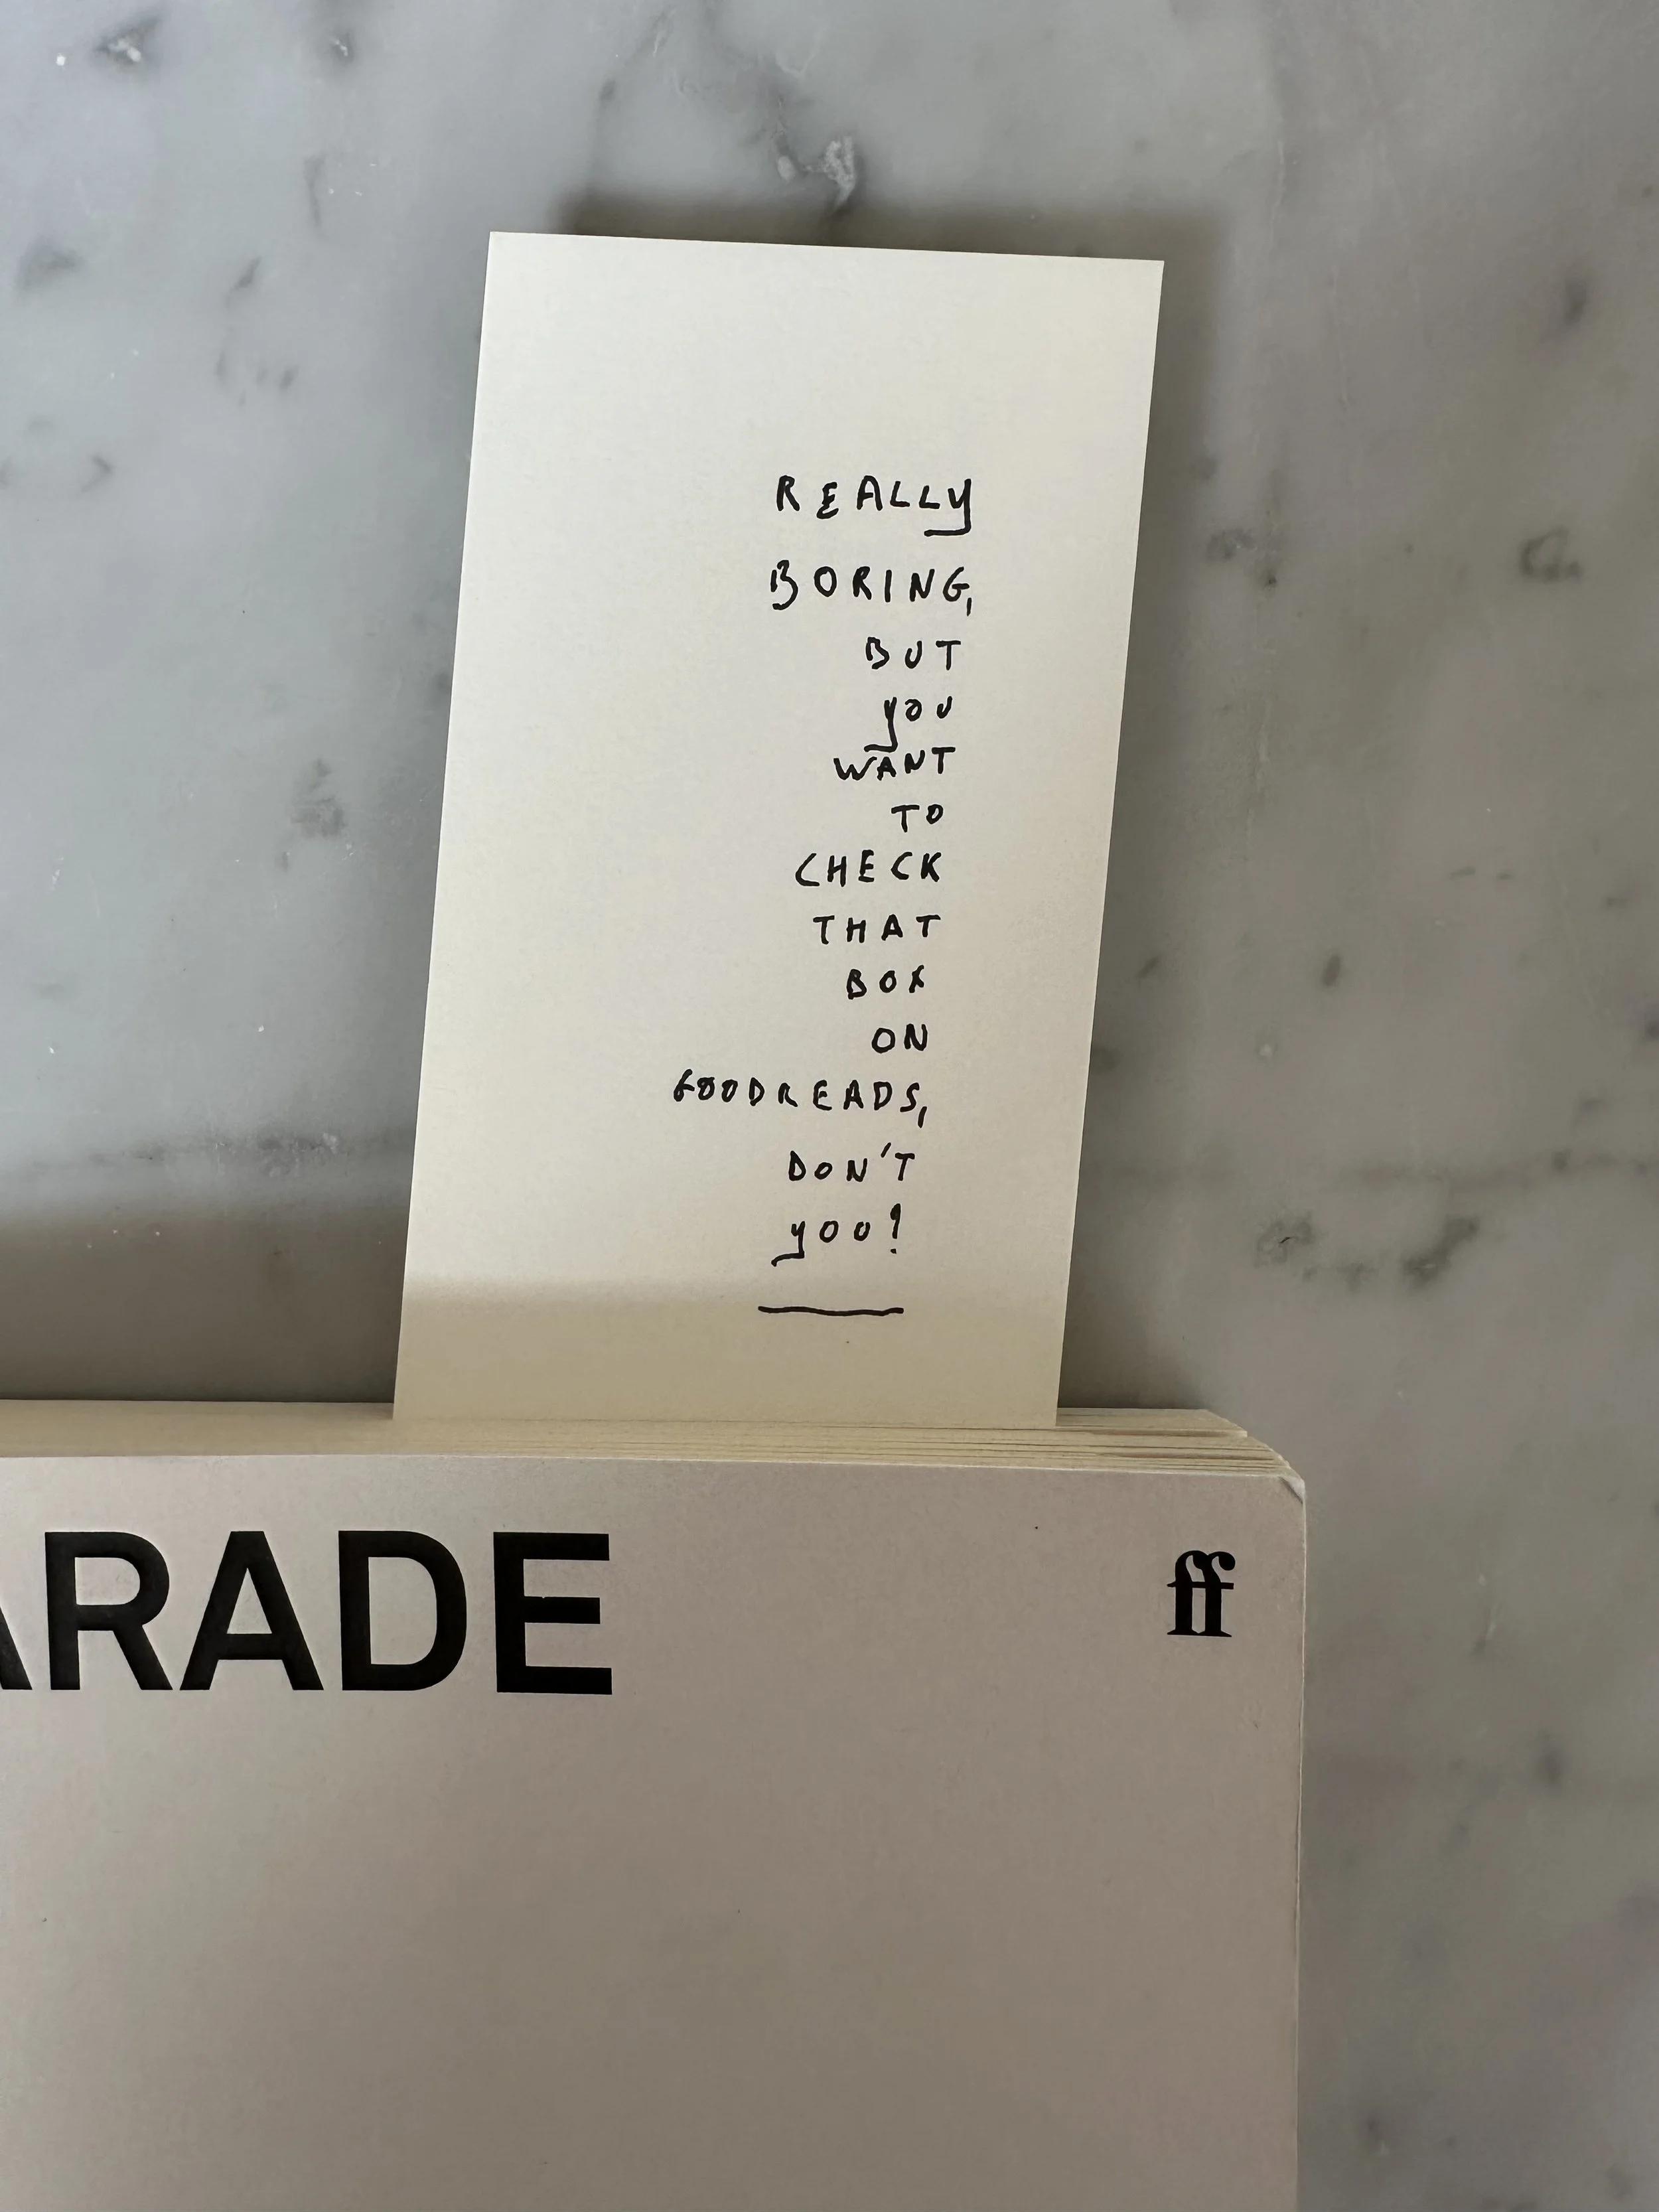 REALLY
BORING,
BUT
you
WANT
TO
CHECK
THAT
BOX
ON
GOODREADS,
DON'T
you?
ARADE
ff